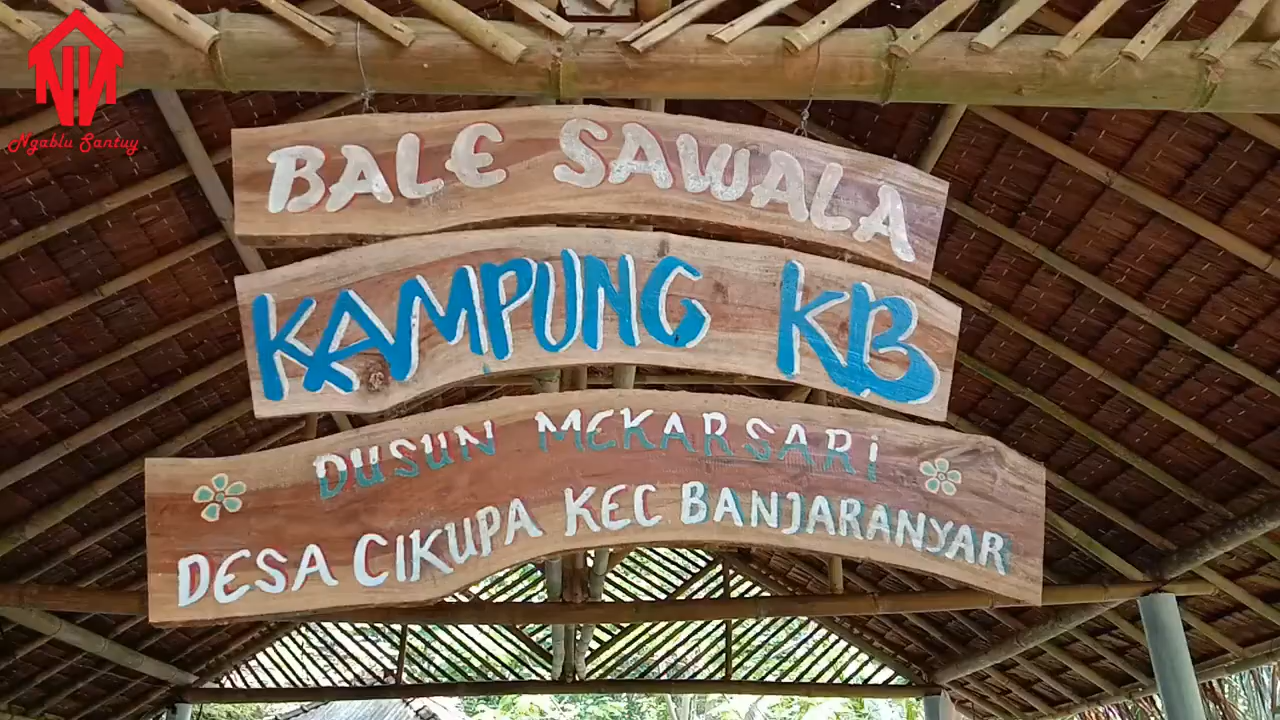 Ngablu Santuy
BALE SAWALA
KAMPUNG KB
DUSUN MEKARSARi
DESA CIKUPA KEC BANJARANYAR